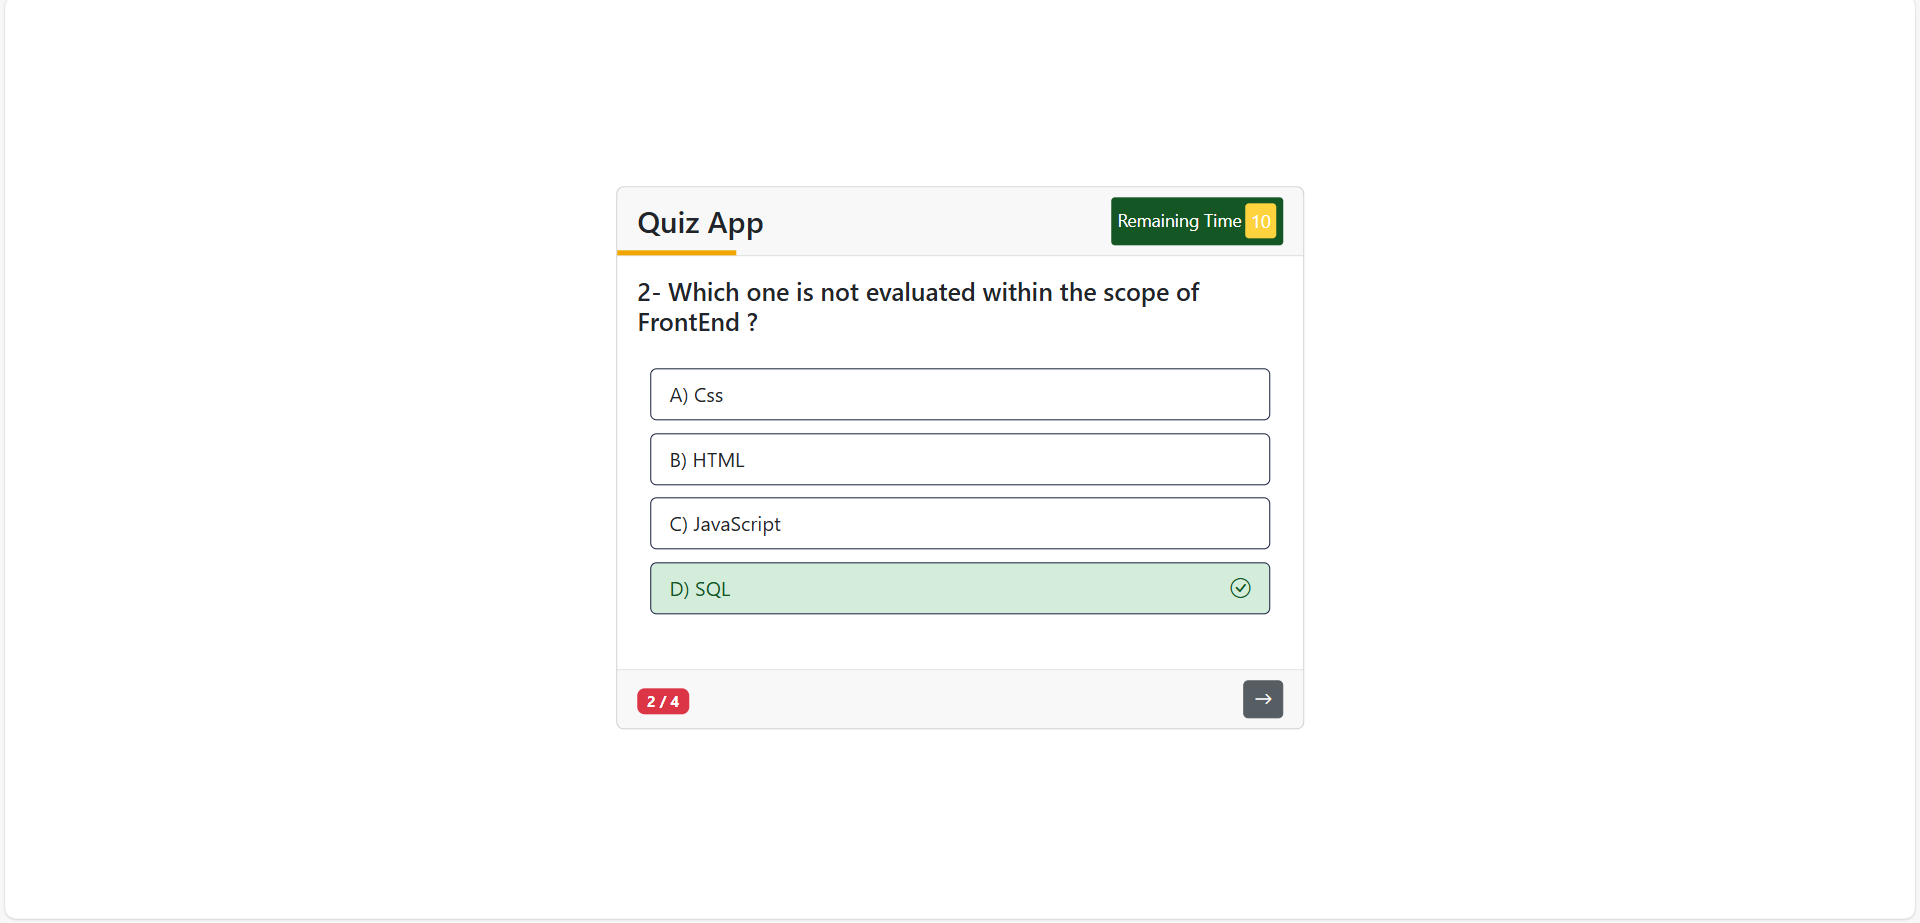 Quiz App
Remaining Time 10
2- Which one is not evaluated within the scope of
FrontEnd ?
A) Css
B) HTML
C) JavaScript
D) SQL
2 / 4